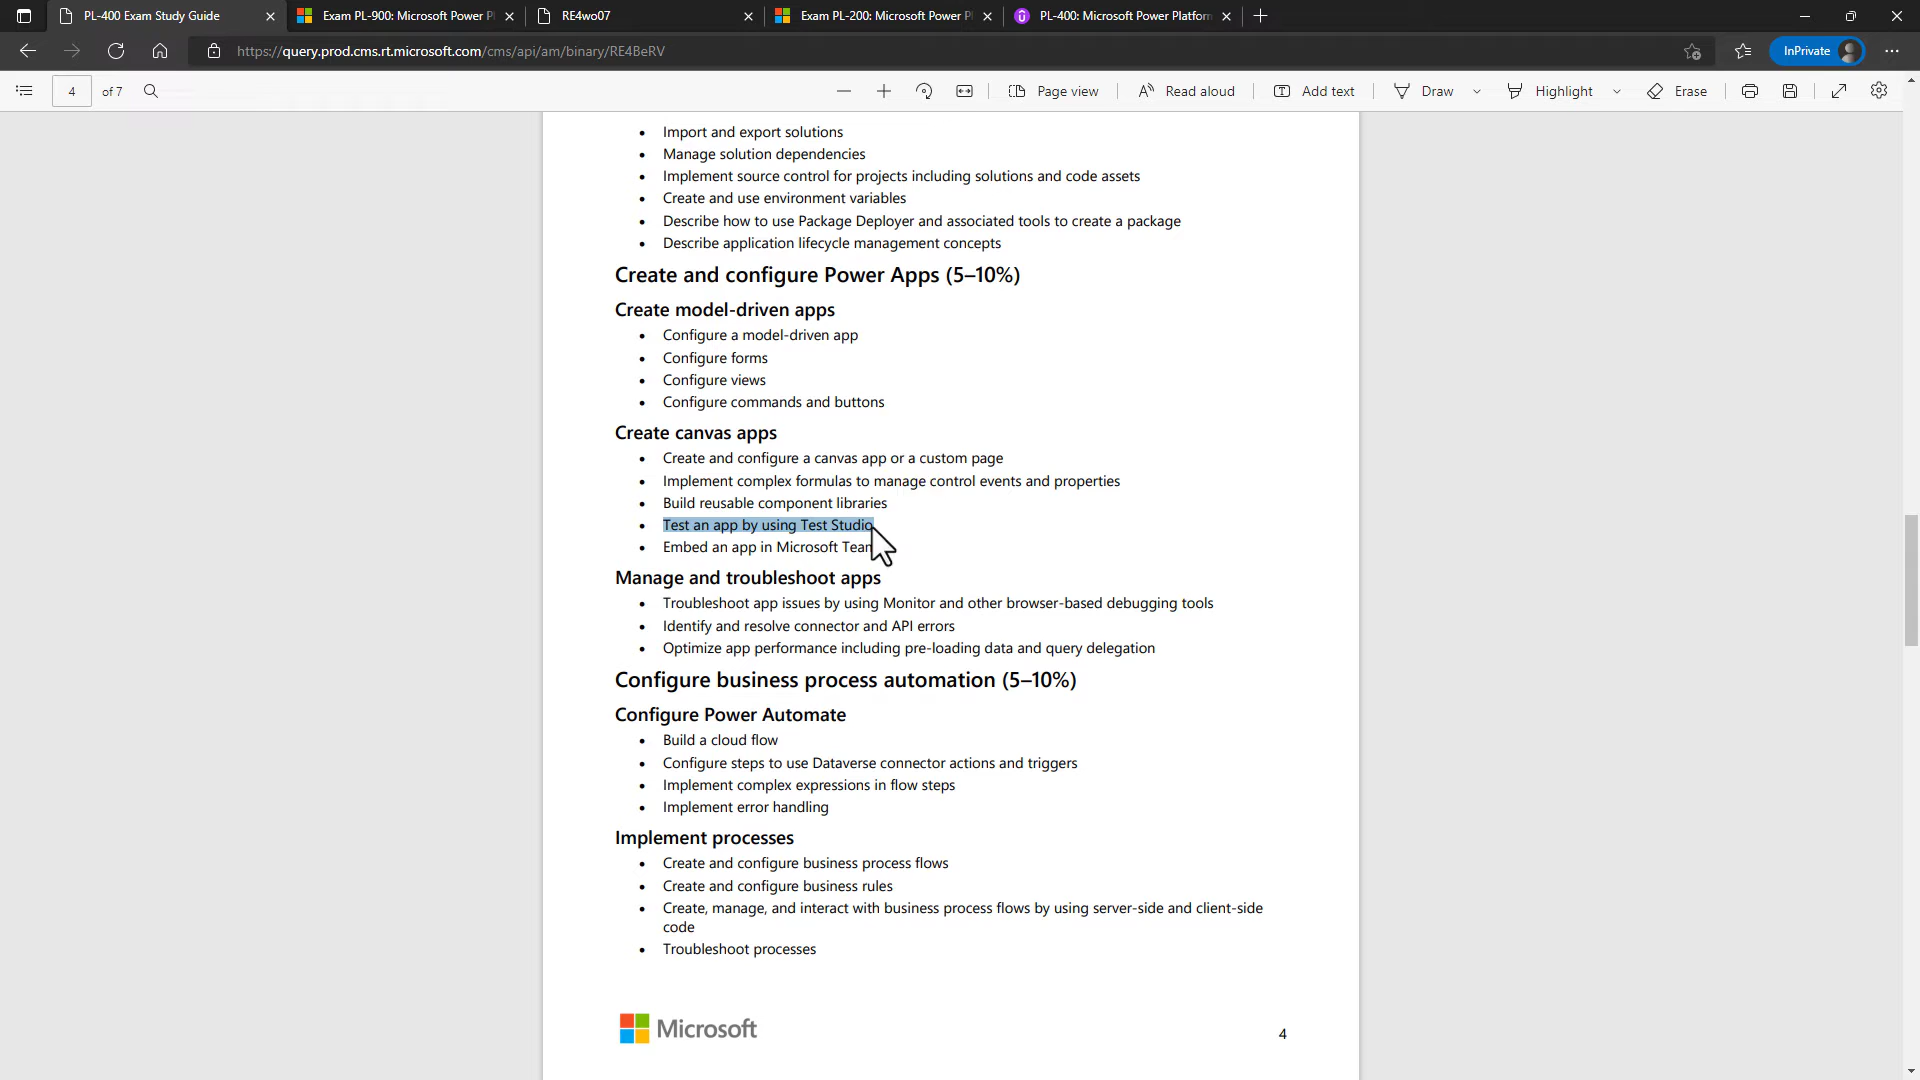 PL-400 Exam Study Guide
Exam PL-900: Microsoft Power P
RE4wo07
Exam PL-200: Microsoft Power P
PL-400: Microsoft Power Platfor
https://query.prod.cms.rt.microsoft.com/cms/api/am/binary/RE4BeRV
InPrivate
4 of 7
Page view
Read aloud
Add text
Draw
Highlight
Erase
• Import and export solutions
• Manage solution dependencies
• Implement source control for projects including solutions and code assets
• Create and use environment variables
• Describe how to use Package Deployer and associated tools to create a package
• Describe application lifecycle management concepts
Create and configure Power Apps (5–10%)
Create model-driven apps
• Configure a model-driven app
• Configure forms
• Configure views
• Configure commands and buttons
Create canvas apps
• Create and configure a canvas app or a custom page
• Implement complex formulas to manage control events and properties
• Build reusable component libraries
• Test an app by using Test Studio
• Embed an app in Microsoft Tea
Manage and troubleshoot apps
• Troubleshoot app issues by using Monitor and other browser-based debugging tools
• Identify and resolve connector and API errors
• Optimize app performance including pre-loading data and query delegation
Configure business process automation (5–10%)
Configure Power Automate
• Build a cloud flow
• Configure steps to use Dataverse connector actions and triggers
• Implement complex expressions in flow steps
• Implement error handling
Implement processes
• Create and configure business process flows
• Create and configure business rules
• Create, manage, and interact with business process flows by using server-side and client-side
code
• Troubleshoot processes
Microsoft
4